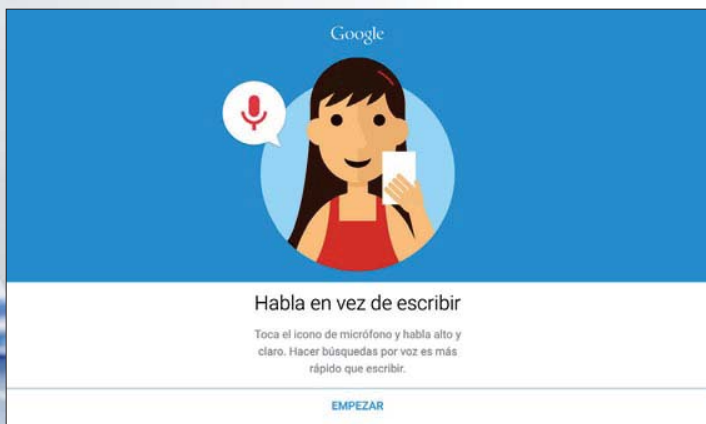 Google
Habla en vez de escribir
Toca el icono de micrófono y habla alto y
claro. Hacer búsquedas por voz es más
rápido que escribir.
EMPEZAR